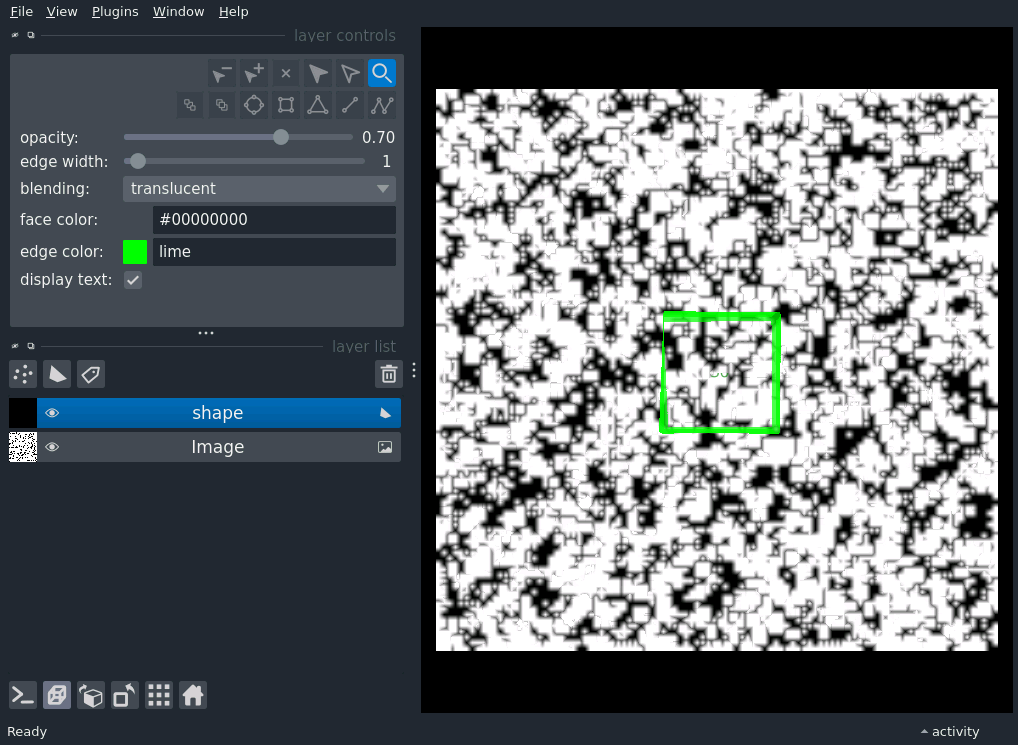 File View Plugins Window Help
layer controls
opacity: 0.70
edge width: 1
blending: translucent
face color: #00000000
edge color: lime
display text:
layer list
shape
Image
Ready
activity